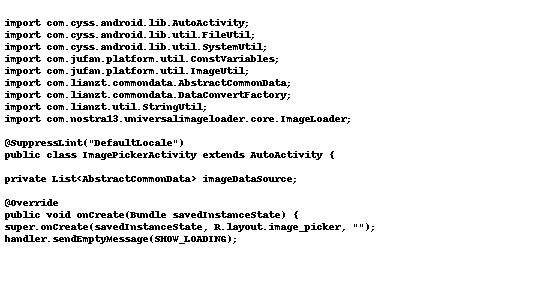 import com.cyss.android.lib.AutoActivity;
import com.cyss.android.lib.util.FileUtil;
import com.cyss.android.lib.util.SystemUtil;
import com.jufan.platform.util.ConstVariables;
import com.jufan.platform.util.ImageUtil;
import com.lianzt.commondata.AbstractCommonData;
import com.lianzt.commondata.DataConvertFactory;
import com.lianzt.util.StringUtil;
import com.nostra13.universalimageloader.core.ImageLoader;
@SuppressLint("DefaultLocale")
public class ImagePickerActivity extends AutoActivity {
private List<AbstractCommonData> imageDataSource;
@Override
public void onCreate(Bundle savedInstanceState) {
super.onCreate(savedInstanceState, R.layout.image_picker, "");
handler.sendEmptyMessage(SHOW_LOADING);